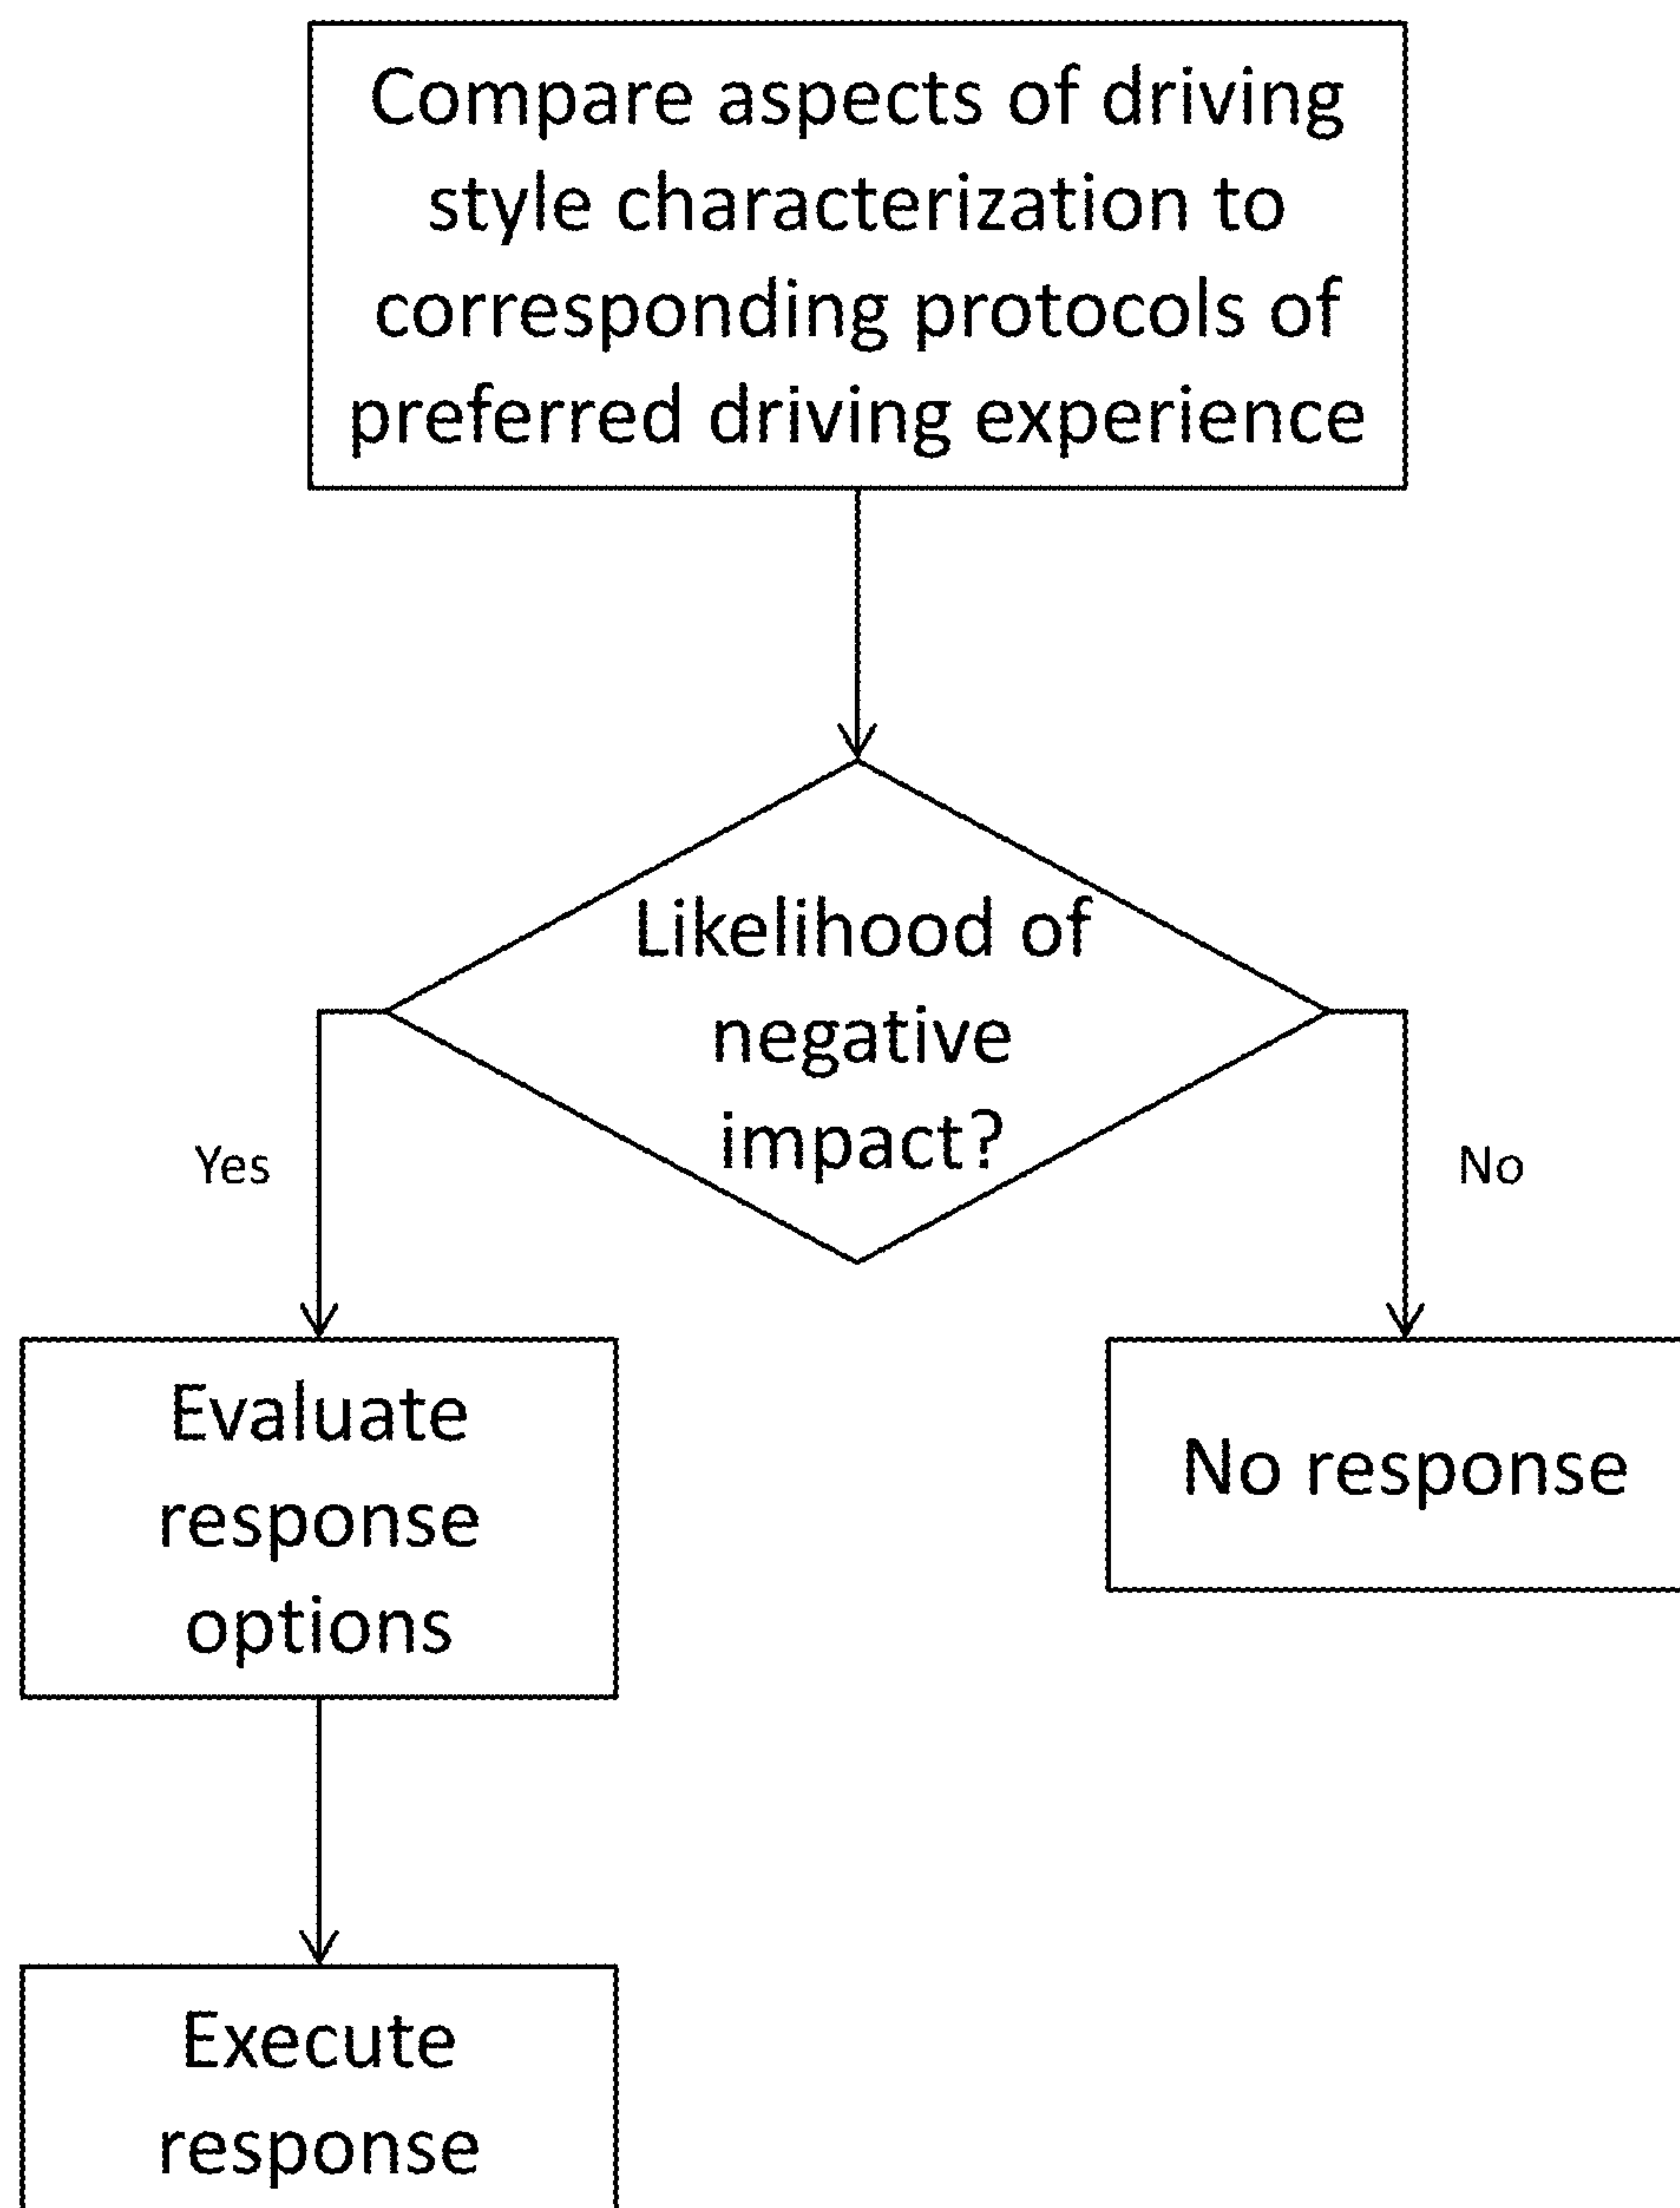 Compare aspects of driving
style characterization to
corresponding protocols of
preferred driving experience
Likelihood of
negative
impact?
Yes
No
Evaluate
response
options
No response
Execute
response